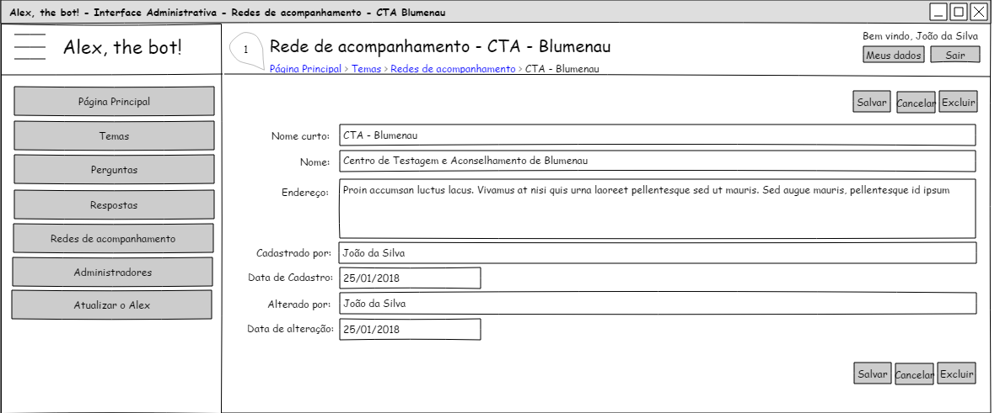 Alex, the bot! - Interface Administrativa - Redes de acompanhamento - CTA Blumenau
Alex, the bot!
1
Rede de acompanhamento - CTA - Blumenau
Página Principal > Temas > Redes de acompanhamento > CTA - Blumenau
Bem vindo, João da Silva
Meus dados
Sair
Página Principal
Temas
Perguntas
Respostas
Redes de acompanhamento
Administradores
Atualizar o Alex
Salvar
Cancelar
Excluir
Nome curto: CTA - Blumenau
Nome: Centro de Testagem e Aconselhamento de Blumenau
Endereço: Proin accumsan luctus lacus. Vivamus at nisi quis urna laoreet pellentesque sed ut mauris. Sed augue mauris, pellentesque id ipsum
Cadastrado por: João da Silva
Data de Cadastro: 25/01/2018
Alterado por: João da Silva
Data de alteração: 25/01/2018
Salvar
Cancelar
Excluir